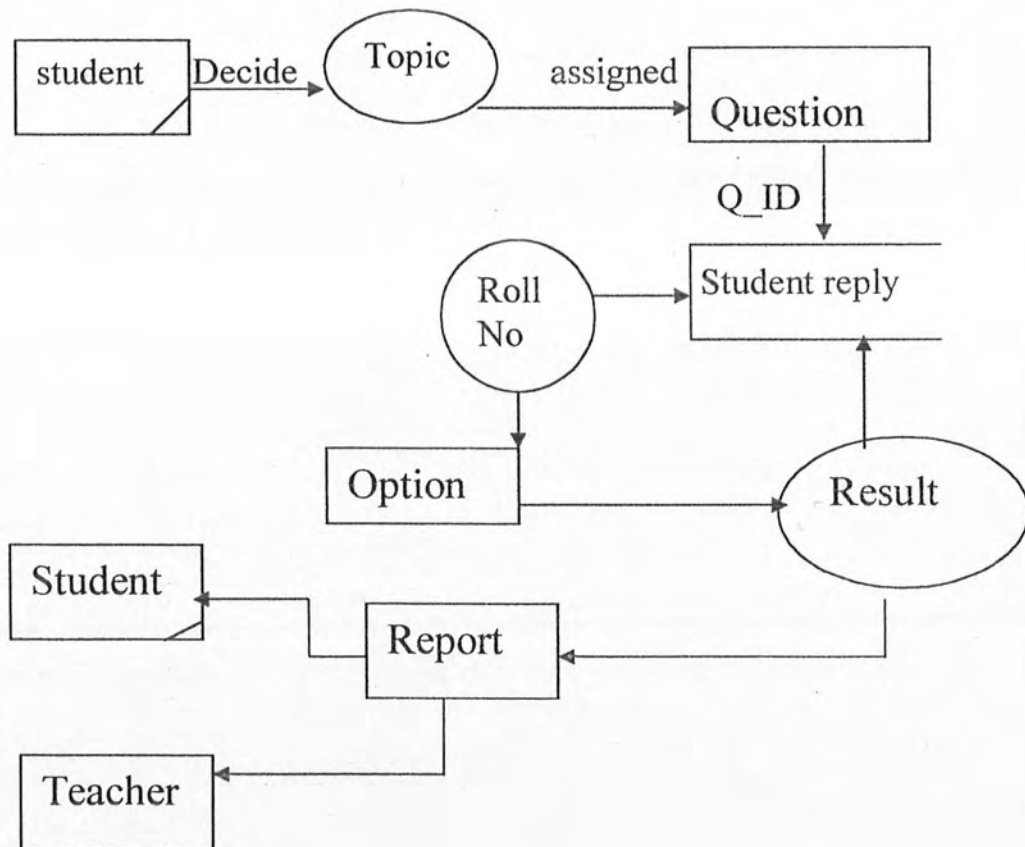 student
Decide
Topic
assigned
Question
Q_ID
Roll
No
Student reply
Option
Result
Student
Report
Teacher